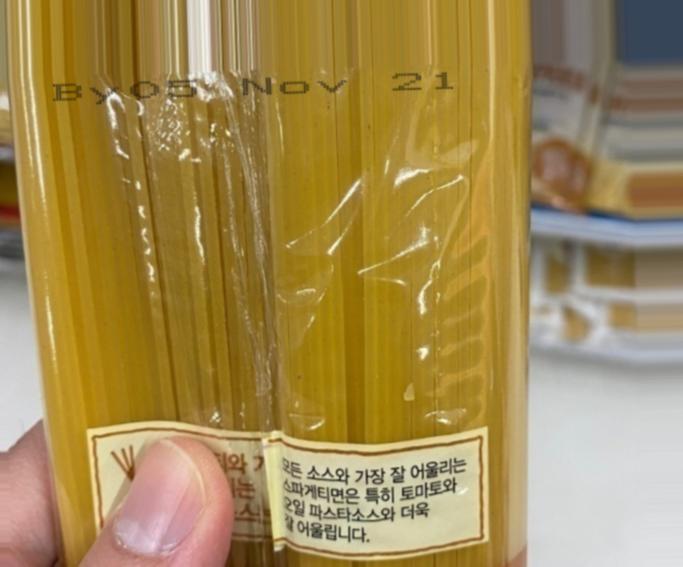 By05 Nov 21
모든 소스와 가장 잘 어울리는
스파게티면은 특히 토마토와
오일 파스타소스와 더욱
잘 어울립니다.